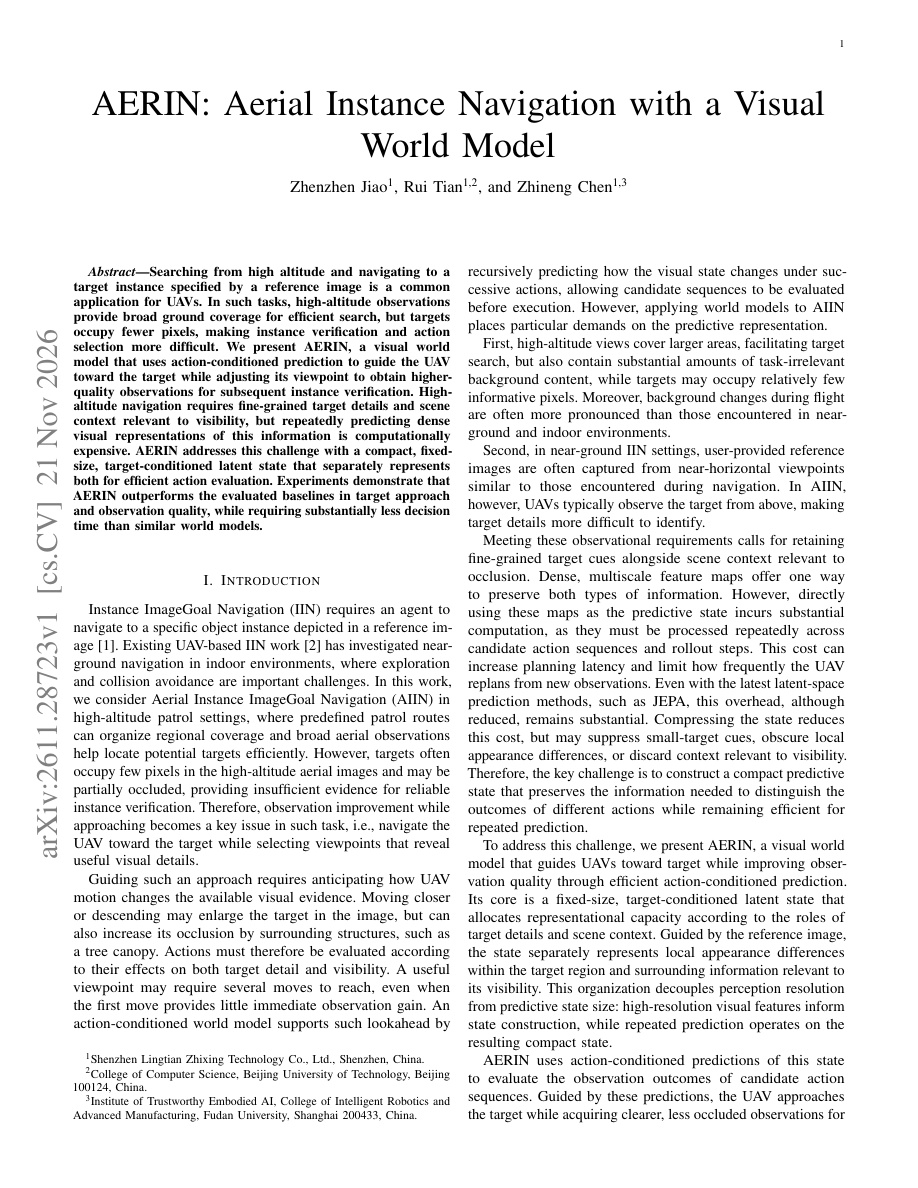 1
AERIN: Aerial Instance Navigation with a Visual
World Model
Zhenzhen Jiao1, Rui Tian1,2, and Zhineng Chen1,3
arXiv:2611.28723v1 [cs.CV] 21 Nov 2026
Abstract—Searching from high altitude and navigating to a
target instance specified by a reference image is a common
application for UAVs. In such tasks, high-altitude observations
provide broad ground coverage for efficient search, but targets
occupy fewer pixels, making instance verification and action
selection more difficult. We present AERIN, a visual world
model that uses action-conditioned prediction to guide the UAV
toward the target while adjusting its viewpoint to obtain higher-
quality observations for subsequent instance verification. High-
altitude navigation requires fine-grained target details and scene
context relevant to visibility, but repeatedly predicting dense
visual representations of this information is computationally
expensive. AERIN addresses this challenge with a compact, fixed-
size, target-conditioned latent state that separately represents
both for efficient action evaluation. Experiments demonstrate that
AERIN outperforms the evaluated baselines in target approach
and observation quality, while requiring substantially less decision
time than similar world models.
I. INTRODUCTION
Instance ImageGoal Navigation (IIN) requires an agent to
navigate to a specific object instance depicted in a reference im-
age [1]. Existing UAV-based IIN work [2] has investigated near-
ground navigation in indoor environments, where exploration
and collision avoidance are important challenges. In this work,
we consider Aerial Instance ImageGoal Navigation (AIIN) in
high-altitude patrol settings, where predefined patrol routes
can organize regional coverage and broad aerial observations
help locate potential targets efficiently. However, targets often
occupy few pixels in the high-altitude aerial images and may be
partially occluded, providing insufficient evidence for reliable
instance verification. Therefore, observation improvement while
approaching becomes a key issue in such task, i.e., navigate the
UAV toward the target while selecting viewpoints that reveal
useful visual details.
Guiding such an approach requires anticipating how UAV
motion changes the available visual evidence. Moving closer
or descending may enlarge the target in the image, but can
also increase its occlusion by surrounding structures, such as
a tree canopy. Actions must therefore be evaluated according
to their effects on both target detail and visibility. A useful
viewpoint may require several moves to reach, even when
the first move provides little immediate observation gain. An
action-conditioned world model supports such lookahead by
1Shenzhen Lingtian Zhixing Technology Co., Ltd., Shenzhen, China.
2College of Computer Science, Beijing University of Technology, Beijing
100124, China.
3Institute of Trustworthy Embodied AI, College of Intelligent Robotics and
Advanced Manufacturing, Fudan University, Shanghai 200433, China.
recursively predicting how the visual state changes under suc-
cessive actions, allowing candidate sequences to be evaluated
before execution. However, applying world models to AIIN
places particular demands on the predictive representation.
First, high-altitude views cover larger areas, facilitating target
search, but also contain substantial amounts of task-irrelevant
background content, while targets may occupy relatively few
informative pixels. Moreover, background changes during flight
are often more pronounced than those encountered in near-
ground and indoor environments.
Second, in near-ground IIN settings, user-provided reference
images are often captured from near-horizontal viewpoints
similar to those encountered during navigation. In AIIN,
however, UAVs typically observe the target from above, making
target details more difficult to identify.
Meeting these observational requirements calls for retaining
fine-grained target cues alongside scene context relevant to
occlusion. Dense, multiscale feature maps offer one way
to preserve both types of information. However, directly
using these maps as the predictive state incurs substantial
computation, as they must be processed repeatedly across
candidate action sequences and rollout steps. This cost can
increase planning latency and limit how frequently the UAV
replans from new observations. Even with the latest latent-space
prediction methods, such as JEPA, this overhead, although
reduced, remains substantial. Compressing the state reduces
this cost, but may suppress small-target cues, obscure local
appearance differences, or discard context relevant to visibility.
Therefore, the key challenge is to construct a compact predictive
state that preserves the information needed to distinguish the
outcomes of different actions while remaining efficient for
repeated prediction.
To address this challenge, we present AERIN, a visual world
model that guides UAVs toward target while improving obser-
vation quality through efficient action-conditioned prediction.
Its core is a fixed-size, target-conditioned latent state that
allocates representational capacity according to the roles of
target details and scene context. Guided by the reference image,
the state separately represents local appearance differences
within the target region and surrounding information relevant to
its visibility. This organization decouples perception resolution
from predictive state size: high-resolution visual features inform
state construction, while repeated prediction operates on the
resulting compact state.
AERIN uses action-conditioned predictions of this state
to evaluate the observation outcomes of candidate action
sequences. Guided by these predictions, the UAV approaches
the target while acquiring clearer, less occluded observations for